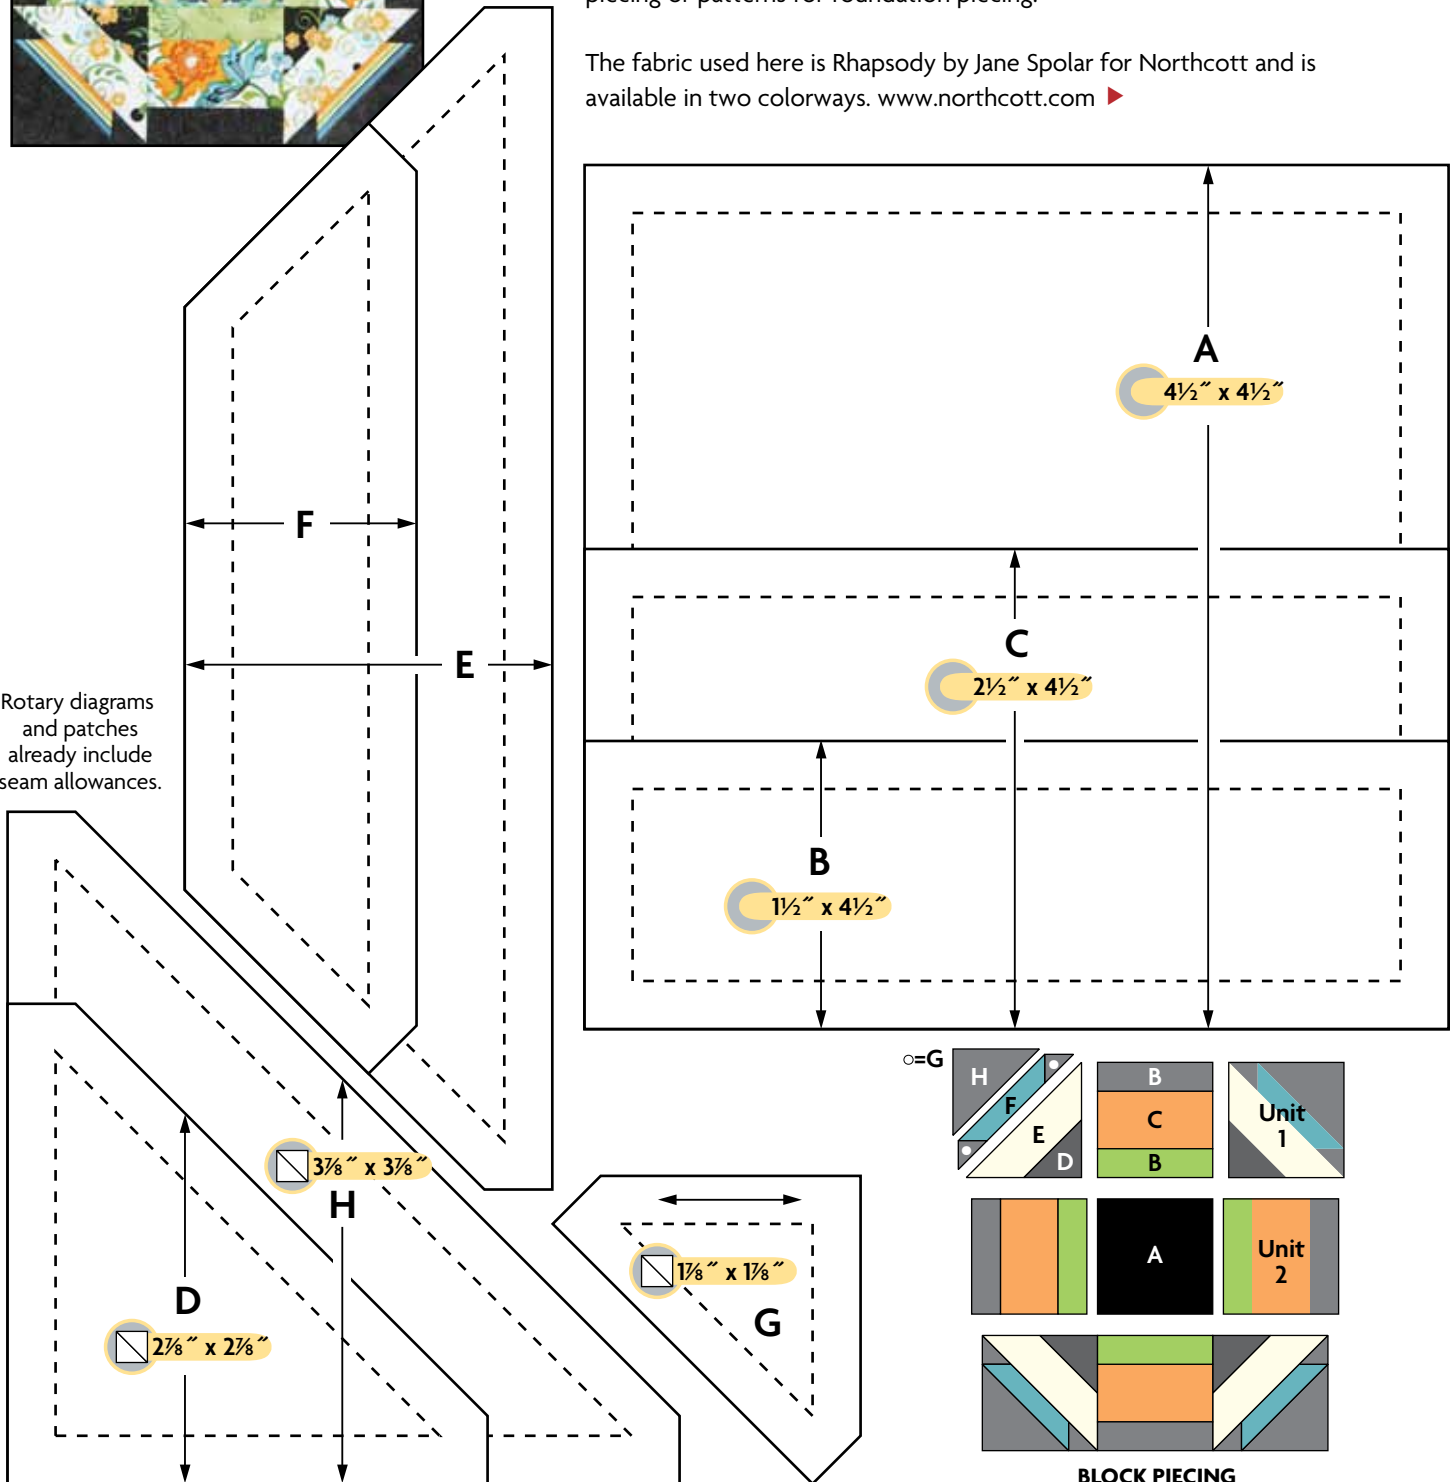 piecing or patterns for foundation piecing.
The fabric used here is Rhapsody by Jane Spolar for Northcott and is
available in two colorways. www.northcott.com
A
4½˝ x 4½˝
F
C
2½˝ x 4½˝
E
Rotary diagrams
and patches
already include
seam allowances.
B
1½˝ x 4½˝
○=G
H
F
E
D
B
C
B
Unit
1
3⅞˝ x 3⅞˝
H
1⅞˝ x 1⅞˝
G
A
Unit
2
D
2⅞˝ x 2⅞˝
BLOCK PIECING